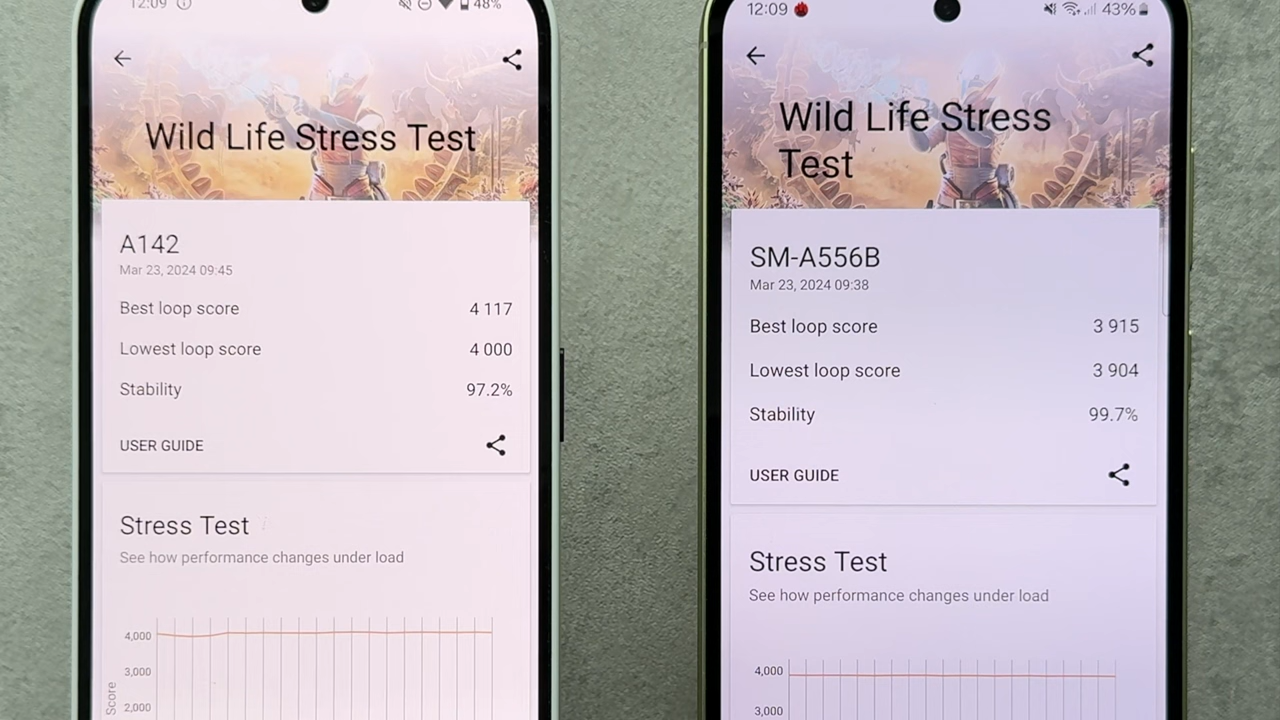 12:09
48%
Wild Life Stress Test
A142
Mar 23, 2024 09:45
Best loop score 4 117
Lowest loop score 4 000
Stability 97.2%
USER GUIDE
Stress Test
See how performance changes under load
4,000
3,000
2,000
Score
12:09
43%
Wild Life Stress
Test
SM-A556B
Mar 23, 2024 09:38
Best loop score 3 915
Lowest loop score 3 904
Stability 99.7%
USER GUIDE
Stress Test
See how performance changes under load
4,000
3,000